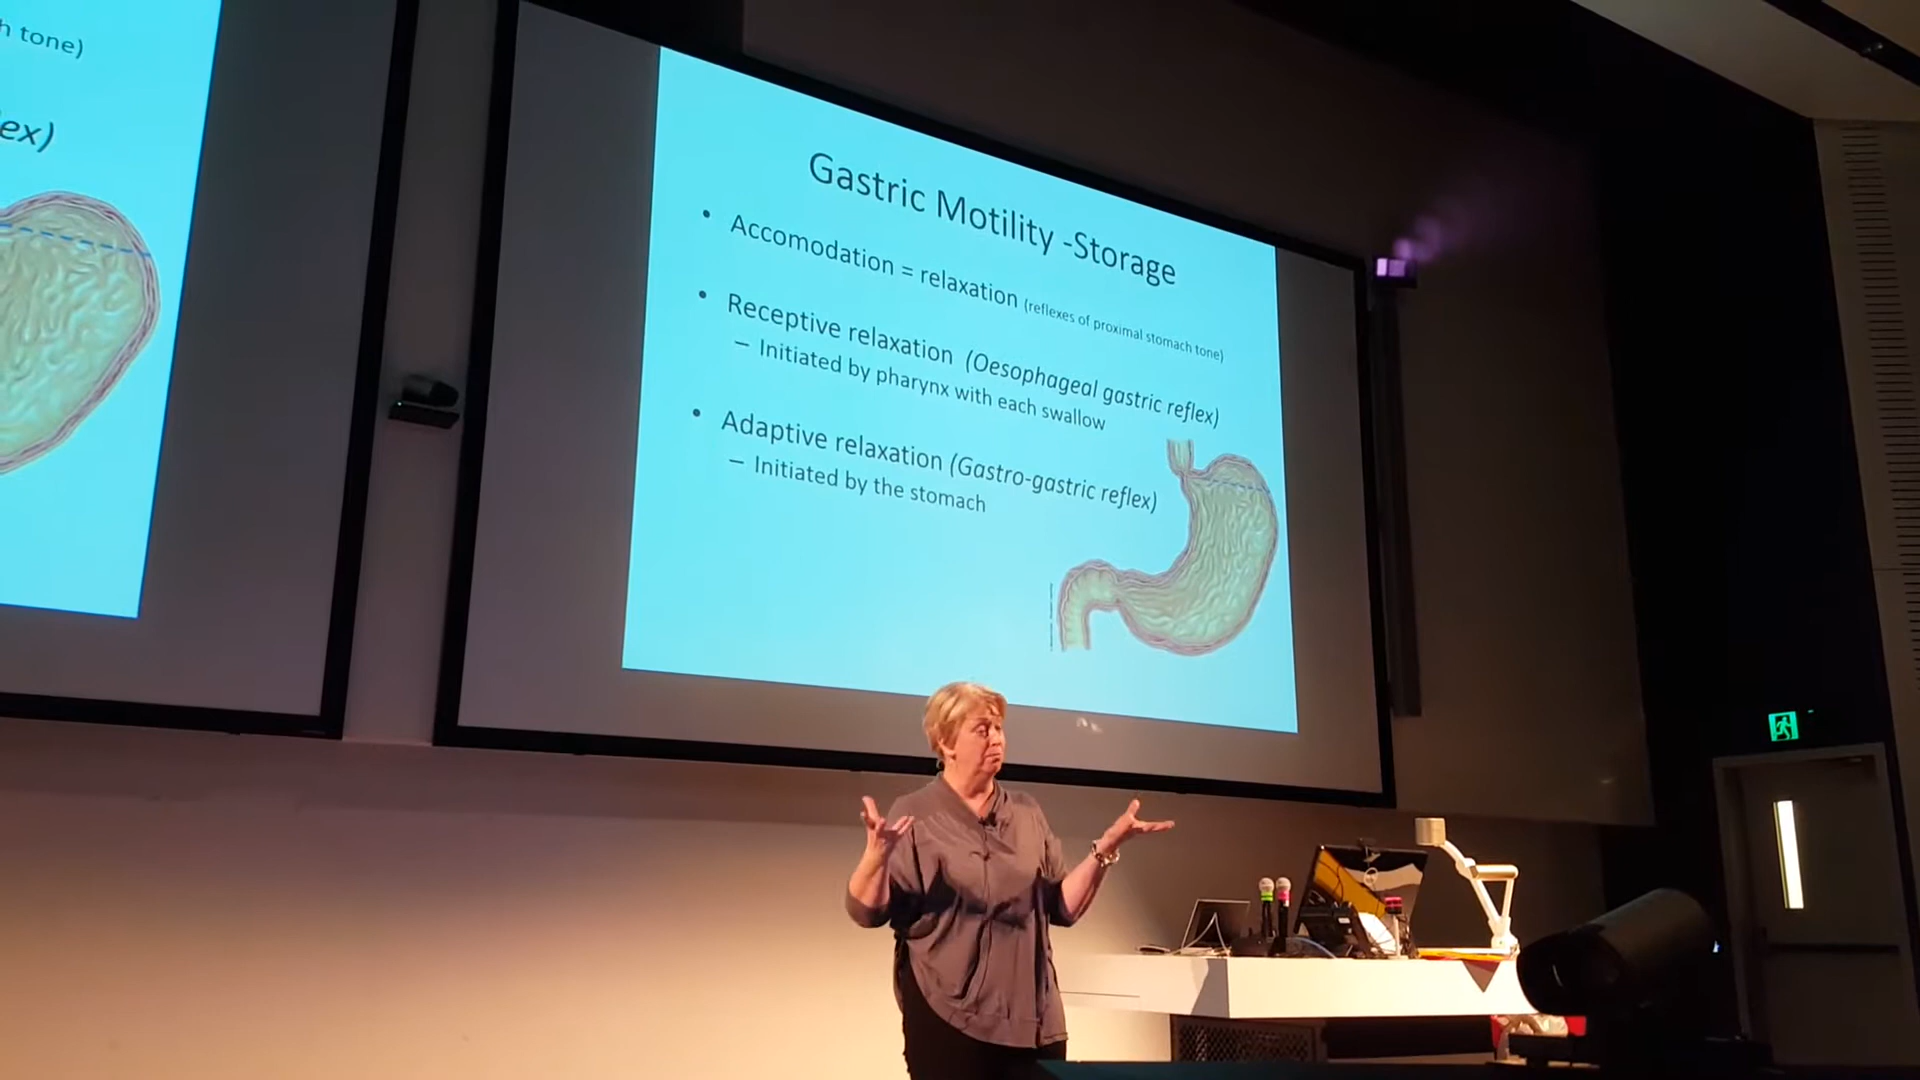 h tone)
ex)
Gastric Motility -Storage
• Accomodation = relaxation (reflexes of proximal stomach tone)
• Receptive relaxation (Oesophageal gastric reflex)
– Initiated by pharynx with each swallow
• Adaptive relaxation (Gastro-gastric reflex)
– Initiated by the stomach